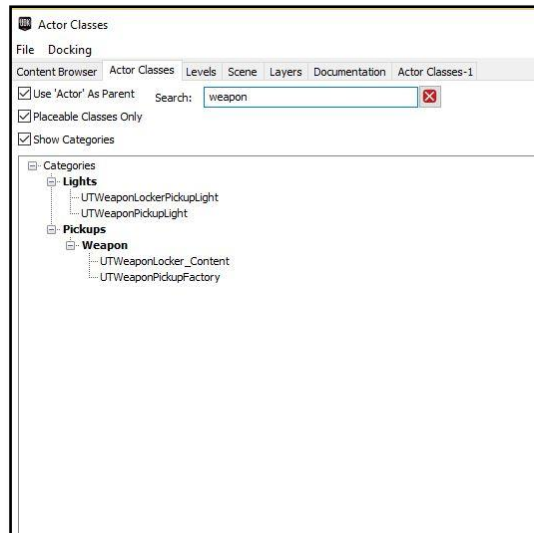 Actor Classes
File Docking
Content Browser Actor Classes Levels Scene Layers Documentation Actor Classes-1
Use 'Actor' As Parent Search: weapon
Placeable Classes Only
Show Categories
Categories
Lights
UTWeaponLockerPickupLight
UTWeaponPickupLight
Pickups
Weapon
UTWeaponLocker_Content
UTWeaponPickupFactory